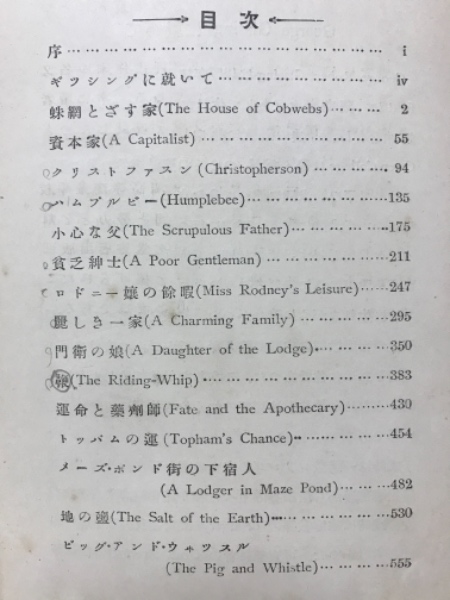 目次
序………………………………………… i
ギツシングに就いて………………………… iv
蛛網とざす家(The House of Cobwebs)……… 2
資本家(A Capitalist)……………………… 55
クリストファスン(Christopherson)………… 94
ハムブルビー(Humplebee)………………135
小心な父(The Scrupulous Father)…………175
貧乏紳士(A Poor Gentleman)……………211
ロドニー孃の餘暇(Miss Rodney's Leisure)……247
麗しき一家(A Charming Family)…………295
門衞の娘(A Daughter of the Lodge)…………350
鞭(The Riding-Whip)………………………383
運命と藥劑師(Fate and the Apothecary)………430
トッパムの運(Topham's Chance)……………454
メーズ・ポンド街の下宿人
(A Lodger in Maze Pond)………482
地の鹽(The Salt of the Earth)………………530
ピッグ・アンド・ウヰッスル
(The Pig and Whistle)…………555